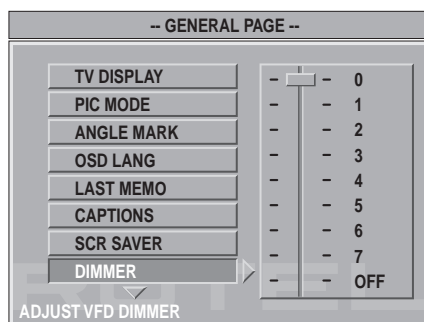 -- GENERAL PAGE --
TV DISPLAY
PIC MODE
ANGLE MARK
OSD LANG
LAST MEMO
CAPTIONS
SCR SAVER
DIMMER
0
1
2
3
4
5
6
7
OFF
ROTEL
ADJUST VFD DIMMER